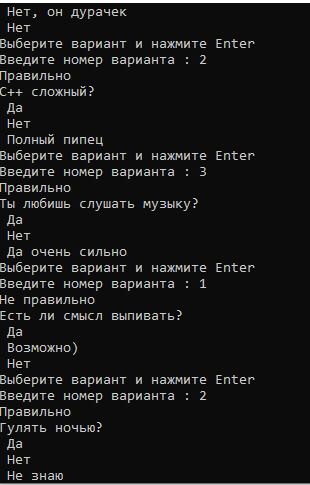 Нет, он дурачек
Нет
Выберите вариант и нажмите Enter
Введите номер варианта : 2
Правильно
C++ сложный?
Да
Нет
Полный пипец
Выберите вариант и нажмите Enter
Введите номер варианта : 3
Правильно
Ты любишь слушать музыку?
Да
Нет
Да очень сильно
Выберите вариант и нажмите Enter
Введите номер варианта : 1
Не правильно
Есть ли смысл выпивать?
Да
Возможно)
Нет
Выберите вариант и нажмите Enter
Введите номер варианта : 2
Правильно
Гулять ночью?
Да
Нет
Не знаю